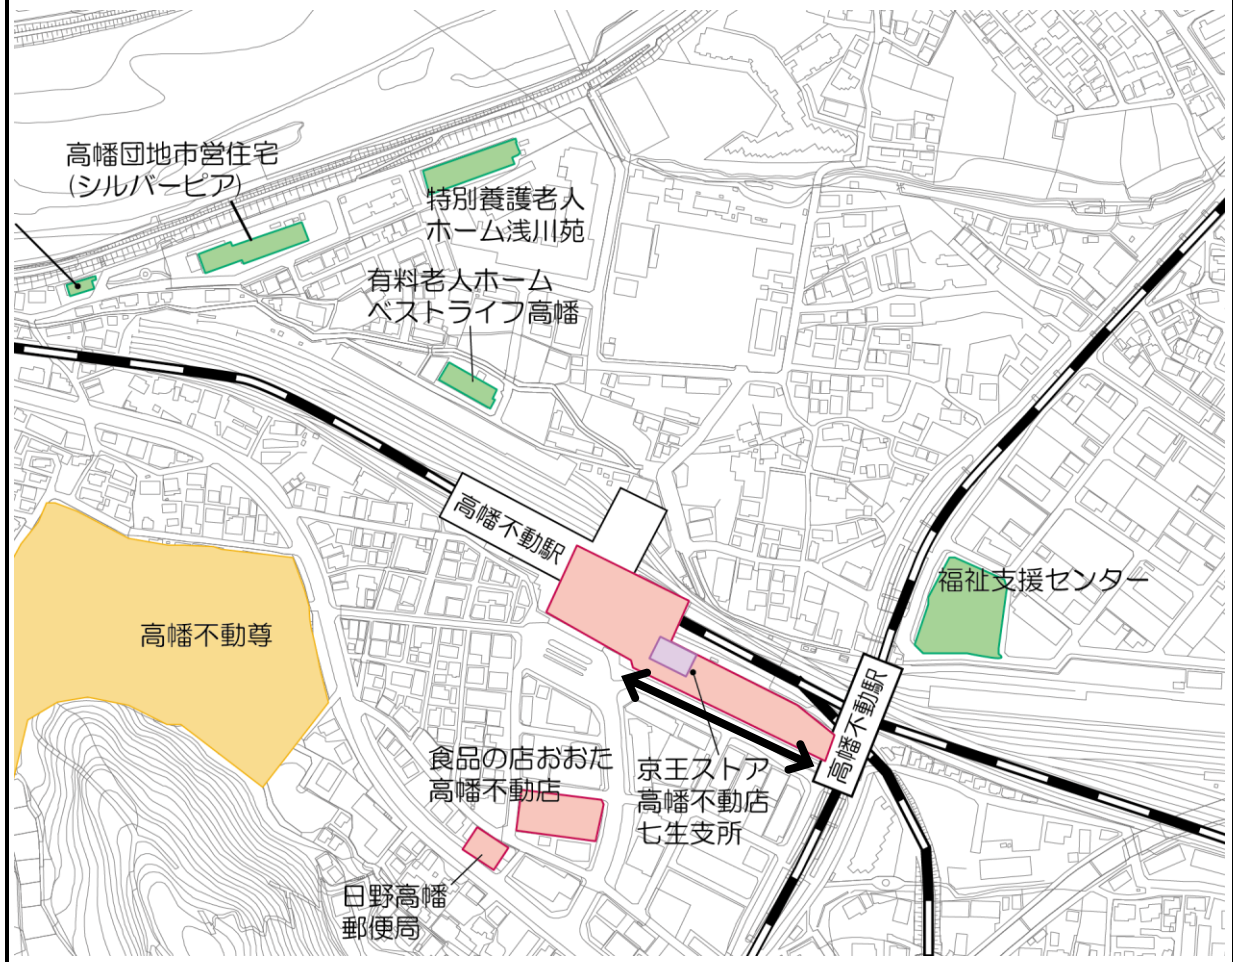 高幡団地市営住宅
(シルバーピア)
特別養護老人
ホーム浅川苑
有料老人ホーム
ベストライフ高幡
高幡不動駅
福祉支援センター
高幡不動尊
高幡不動駅
食品の店おおた
高幡不動店
京王ストア
高幡不動店
七生支所
日野高幡
郵便局